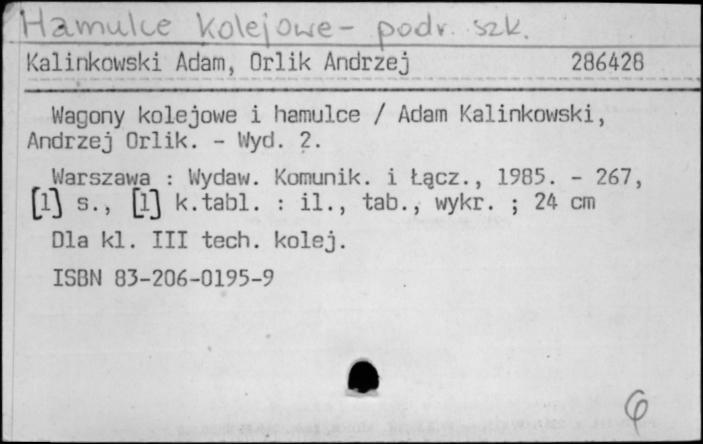 Hamulce kolejowe - podr. szk.
Kalinkowski Adam, Orlik Andrzej 286428
Wagony kolejowe i hamulce / Adam Kalinkowski,
Andrzej Orlik. - Wyd. 2.
Warszawa : Wydaw. Komunik. i Łącz., 1985. - 267,
[1] s., [1] k.tabl. : il., tab., wykr. ; 24 cm
Dla kl. III tech. kolej.
ISBN 83-206-0195-9